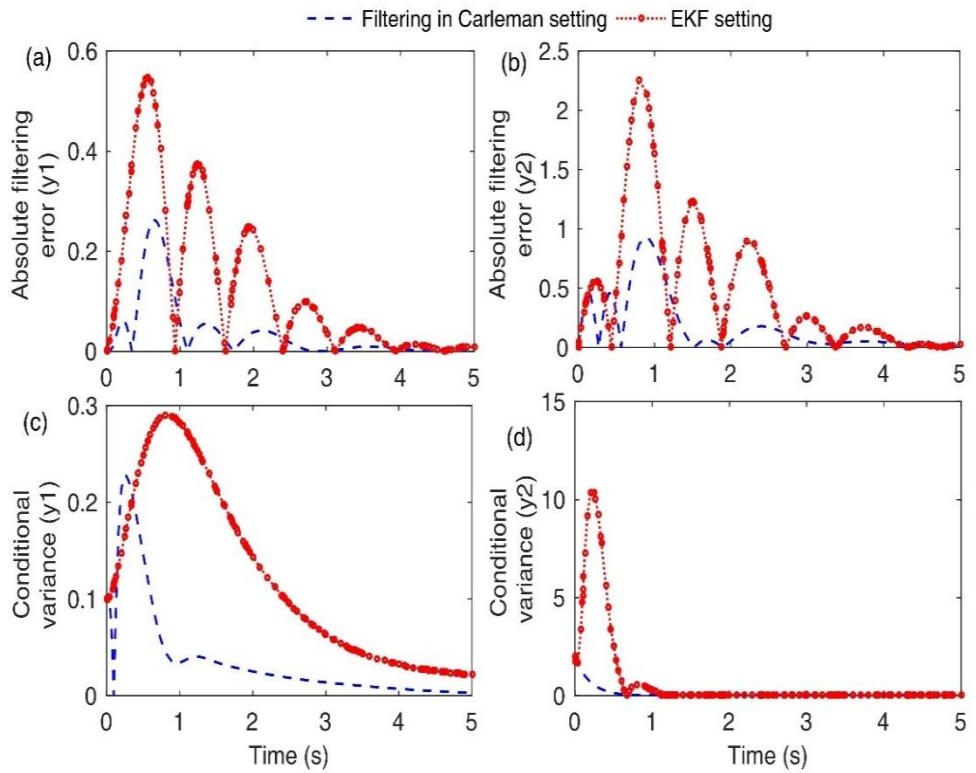 Filtering in Carleman setting EKF setting
(a)
Absolute filtering
error (y1)
0.6
0.4
0.2
0
0 1 2 3 4 5
(b)
Absolute filtering
error (y2)
2.5
2
1.5
1
0.5
0
0 1 2 3 4 5
(c)
Conditional
variance (y1)
0.3
0.2
0.1
0
0 1 2 3 4 5
Time (s)
(d)
Conditional
variance (y2)
15
10
5
0
0 1 2 3 4 5
Time (s)